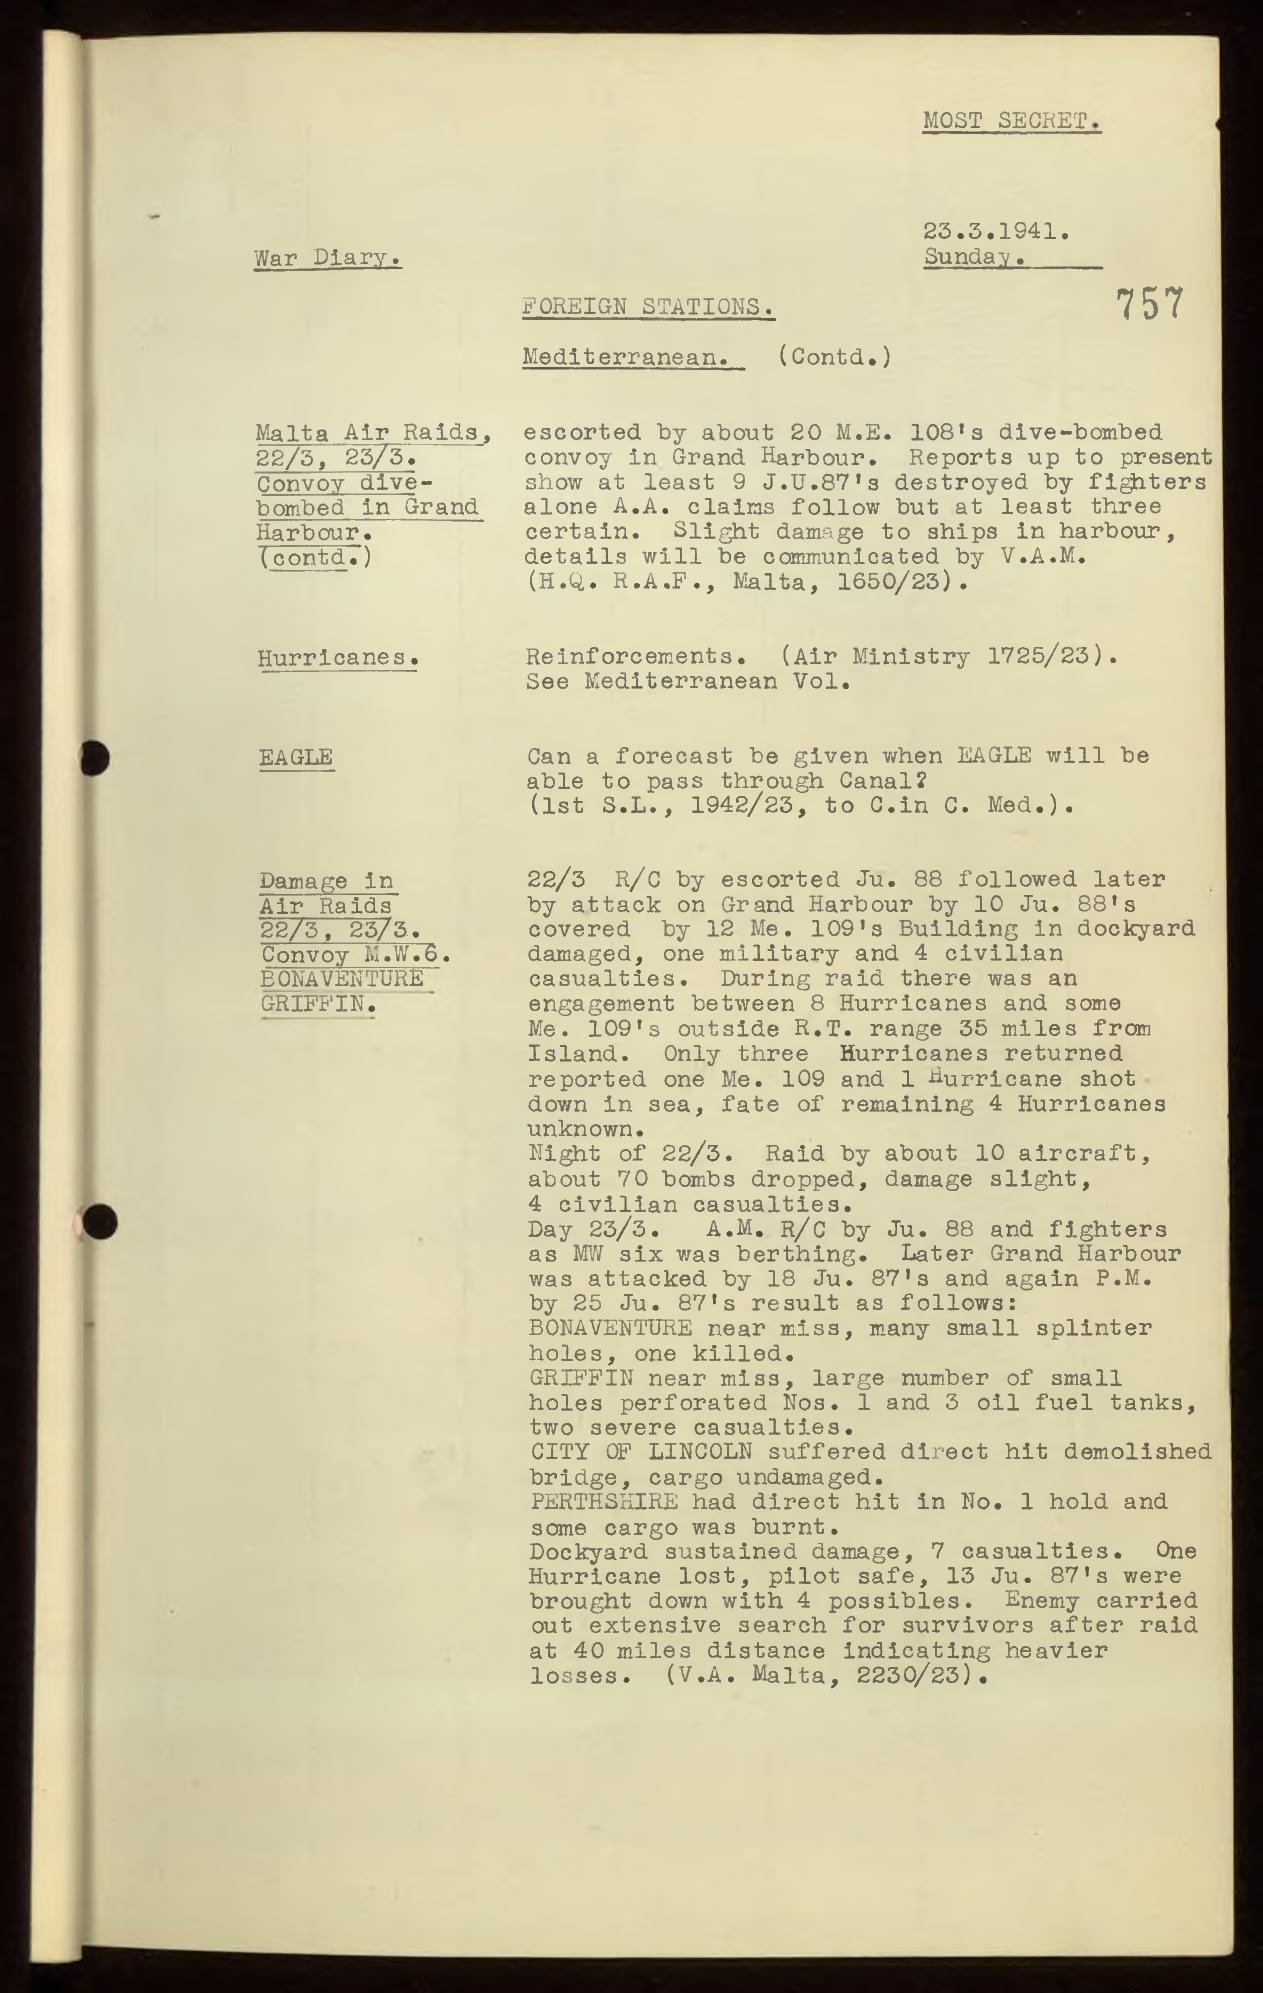 MOST SECRET.
23.3.1941.
War Diary.
Sunday.
757
FOREIGN STATIONS.
Mediterranean. (Contd.)
Malta Air Raids,
22/3, 23/3.
Convoy dive-
bombed in Grand
Harbour.
(contd.)
escorted by about 20 M.E. 108's dive-bombed
convoy in Grand Harbour. Reports up to present
show at least 9 J.U.87's destroyed by fighters
alone A.A. claims follow but at least three
certain. Slight damage to ships in harbour,
details will be communicated by V.A.M.
(H.Q. R.A.F., Malta, 1650/23).
Hurricanes.
Reinforcements. (Air Ministry 1725/23).
See Mediterranean Vol.
EAGLE
Can a forecast be given when EAGLE will be
able to pass through Canal?
(1st S.L., 1942/23, to C.in C. Med.).
Damage in
Air Raids
22/3, 23/3.
Convoy M.W.6.
BONAVENTURE
GRIFFIN.
22/3 R/C by escorted Ju. 88 followed later
by attack on Grand Harbour by 10 Ju. 88's
covered by 12 Me. 109's Building in dockyard
damaged, one military and 4 civilian
casualties. During raid there was an
engagement between 8 Hurricanes and some
Me. 109's outside R.T. range 35 miles from
Island. Only three Hurricanes returned
reported one Me. 109 and 1 Hurricane shot
down in sea, fate of remaining 4 Hurricanes
unknown.
Night of 22/3. Raid by about 10 aircraft,
about 70 bombs dropped, damage slight,
4 civilian casualties.
Day 23/3. A.M. R/C by Ju. 88 and fighters
as MW six was berthing. Later Grand Harbour
was attacked by 18 Ju. 87's and again P.M.
by 25 Ju. 87's result as follows:
BONAVENTURE near miss, many small splinter
holes, one killed.
GRIFFIN near miss, large number of small
holes perforated Nos. 1 and 3 oil fuel tanks,
two severe casualties.
CITY OF LINCOLN suffered direct hit demolished
bridge, cargo undamaged.
PERTHSHIRE had direct hit in No. 1 hold and
some cargo was burnt.
Dockyard sustained damage, 7 casualties. One
Hurricane lost, pilot safe, 13 Ju. 87's were
brought down with 4 possibles. Enemy carried
out extensive search for survivors after raid
at 40 miles distance indicating heavier
losses. (V.A. Malta, 2230/23).